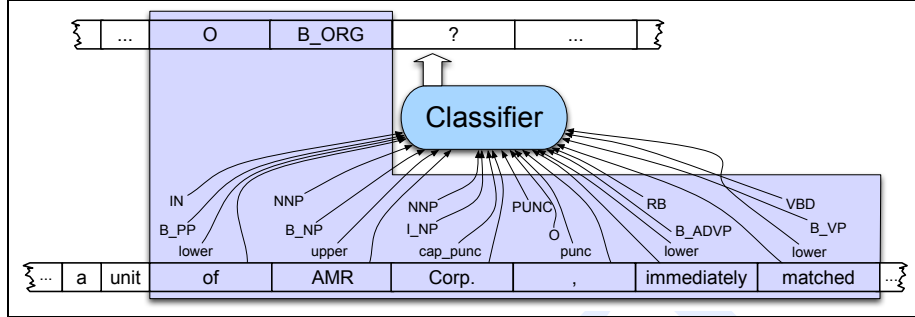 ... O B_ORG ? ...
Classifier
IN NNP NNP PUNC RB VBD
B_PP B_NP I_NP O B_ADVP B_VP
lower upper cap_punc punc lower lower
... a unit of AMR Corp. , immediately matched ...